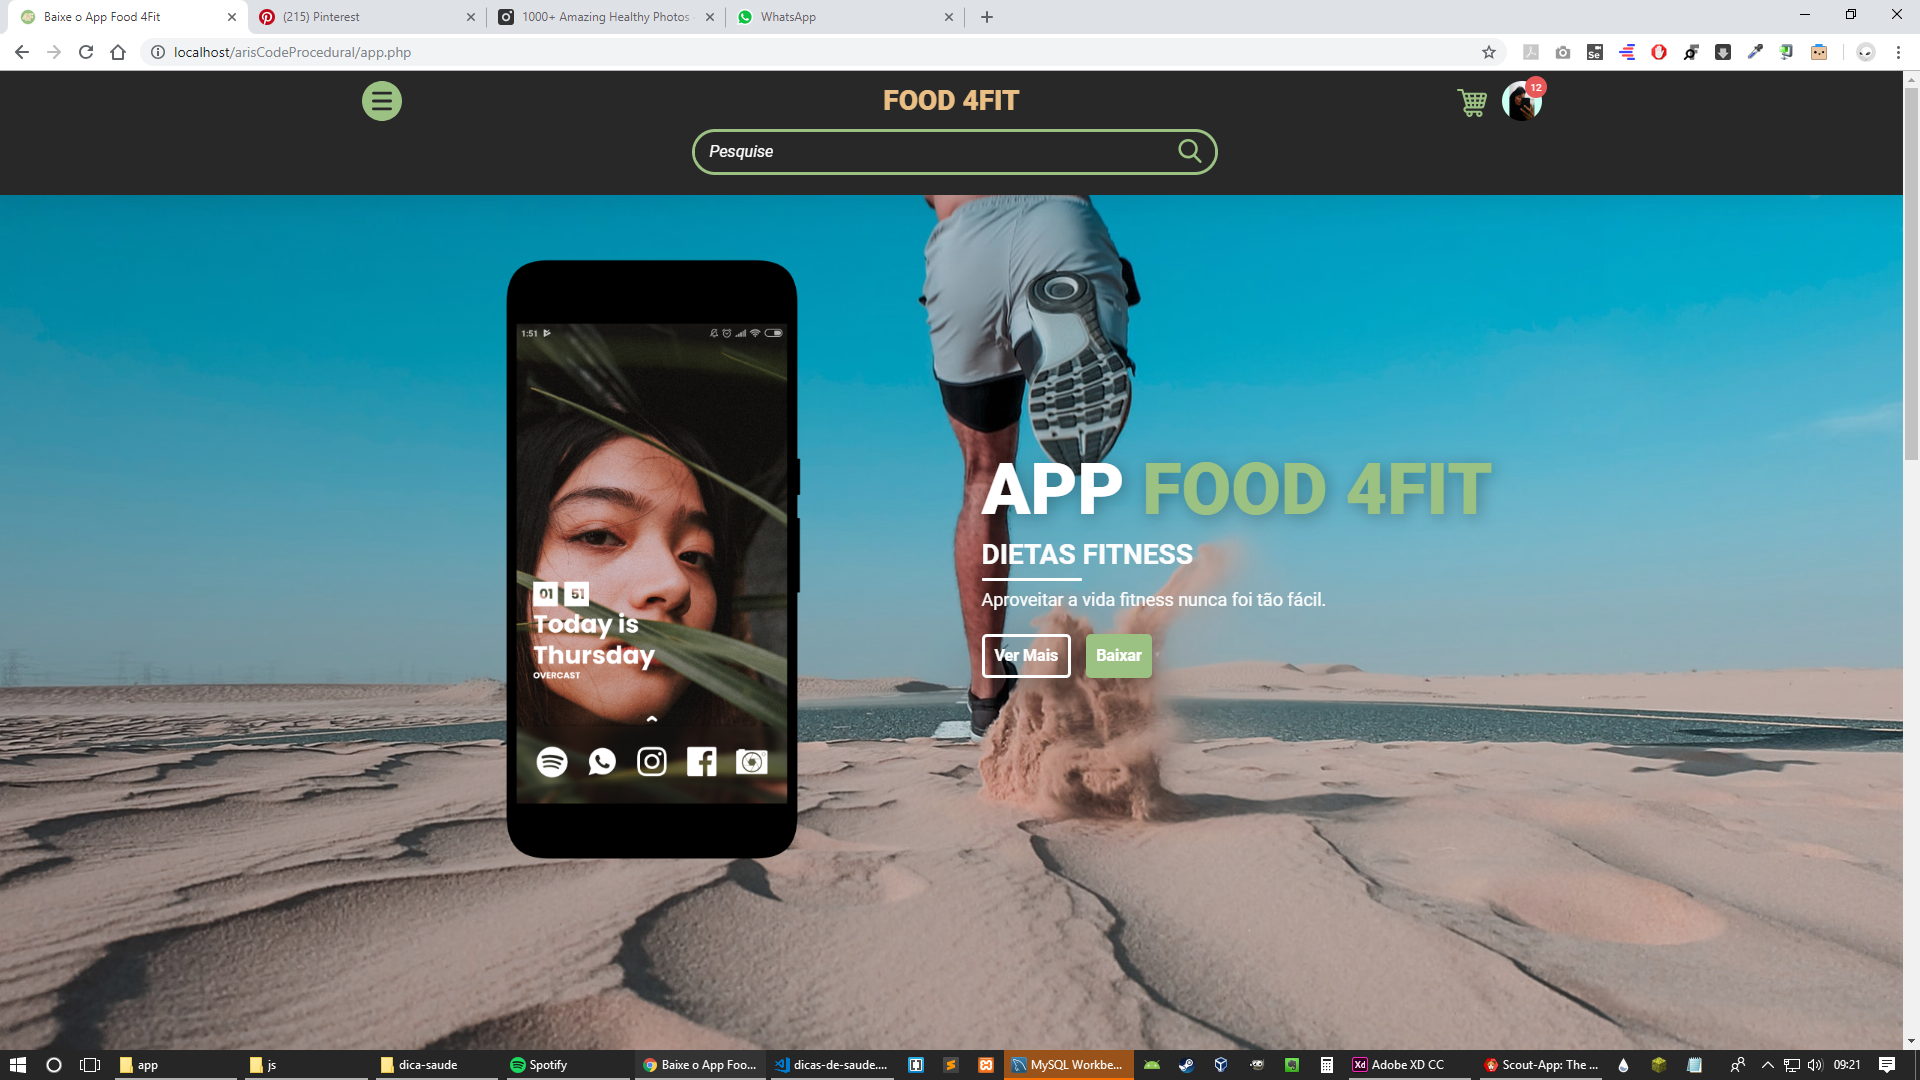 Baixe o App Food 4Fit
(215) Pinterest
1000+ Amazing Healthy Photos
WhatsApp
localhost/arisCodeProcedural/app.php
FOOD 4FIT
12
Pesquise
1:51
APP FOOD 4FIT
DIETAS FITNESS
Aproveitar a vida fitness nunca foi tão fácil.
Ver Mais
Baixar
01 51
Today is
Thursday
OVERCAST
app
js
dica-saude
Spotify
Baixe o App Foo...
dicas-de-saude....
MySQL Workbe...
Adobe XD CC
Scout-App: The ...
09:21